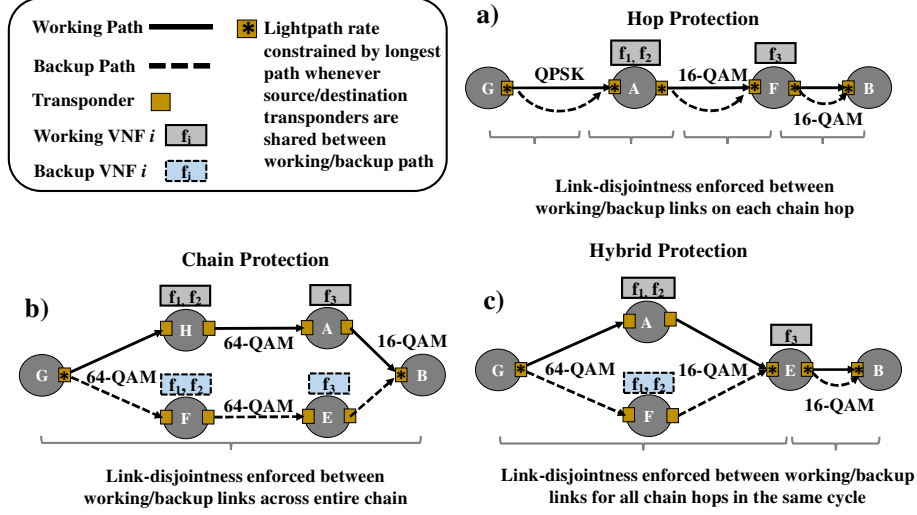 Working Path
Backup Path
Transponder
Working VNF i
fi
Backup VNF i
fi
* Lightpath rate
constrained by longest
path whenever
source/destination
transponders are
shared between
working/backup path
a)
Hop Protection
f1, f2
f3
QPSK
16-QAM
G
A
F
B
16-QAM
Link-disjointness enforced between
working/backup links on each chain hop
Chain Protection
b)
f1, f2
f3
H
A
64-QAM
16-QAM
G
B
64-QAM
f1, f2
f3
64-QAM
F
E
Link-disjointness enforced between
working/backup links across entire chain
Hybrid Protection
c)
f1, f2
A
f3
G
64-QAM
16-QAM
E
B
f1, f2
16-QAM
F
Link-disjointness enforced between working/backup
links for all chain hops in the same cycle